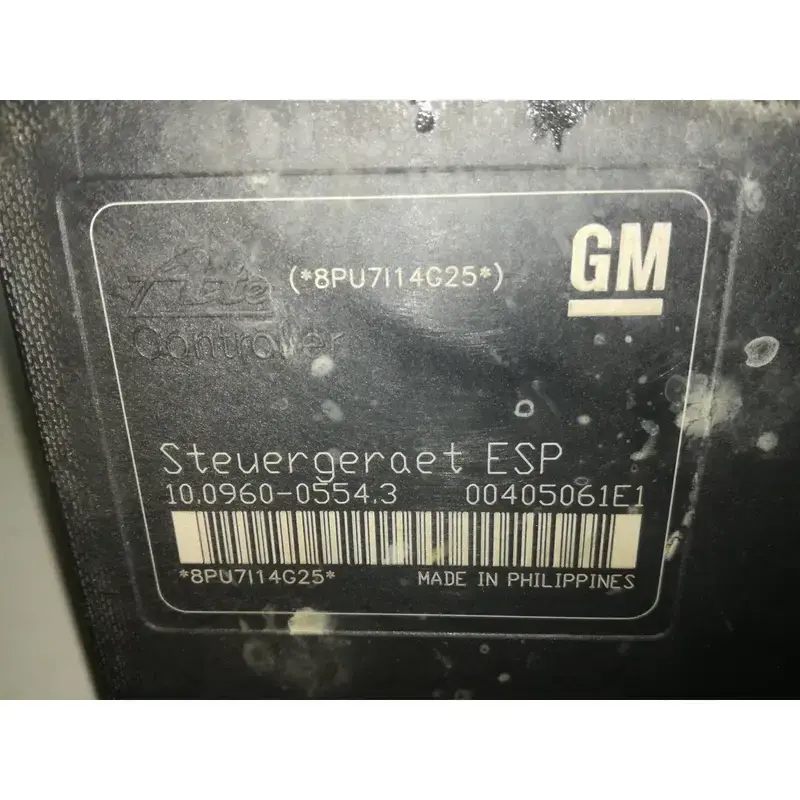 Ate
(*8PU7I14G25*)
GM
Controller
Steuergeraet ESP
10.0960-0554.3 00405061E1
*8PU7I14G25*
MADE IN PHILIPPINES